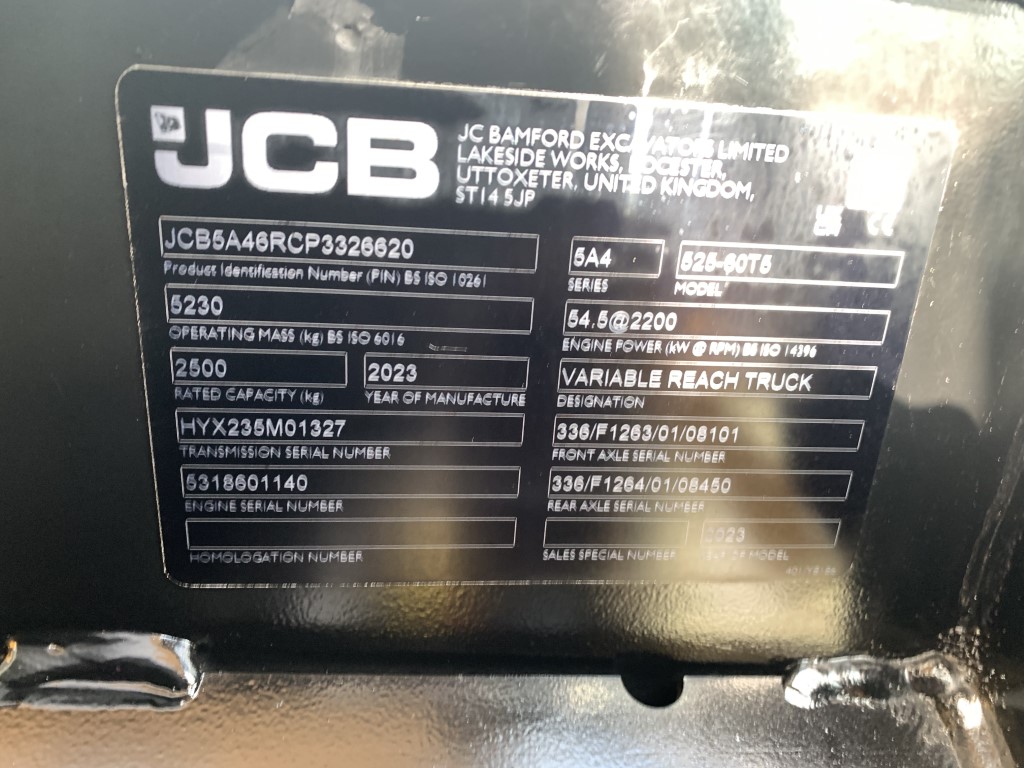 JCB
JC BAMFORD EXCAVATORS LIMITED
LAKESIDE WORKS, ROCESTER,
UTTOXETER, UNITED KINGDOM,
ST14 5JP
JCB5A46RCP3326620
Product Identification Number (PIN) BS ISO 10261
5A4
SERIES
525-60T5
MODEL
5230
OPERATING MASS (kg) BS ISO 6016
54.5@2200
ENGINE POWER (kW @ RPM) BS ISO 14396
2500
RATED CAPACITY (kg)
2023
YEAR OF MANUFACTURE
VARIABLE REACH TRUCK
DESIGNATION
HYX235M01327
TRANSMISSION SERIAL NUMBER
336/F1263/01/08101
FRONT AXLE SERIAL NUMBER
5318601140
ENGINE SERIAL NUMBER
336/F1264/01/08450
REAR AXLE SERIAL NUMBER
HOMOLOGATION NUMBER
SALES SPECIAL NUMBER
2023
YEAR OF MODEL